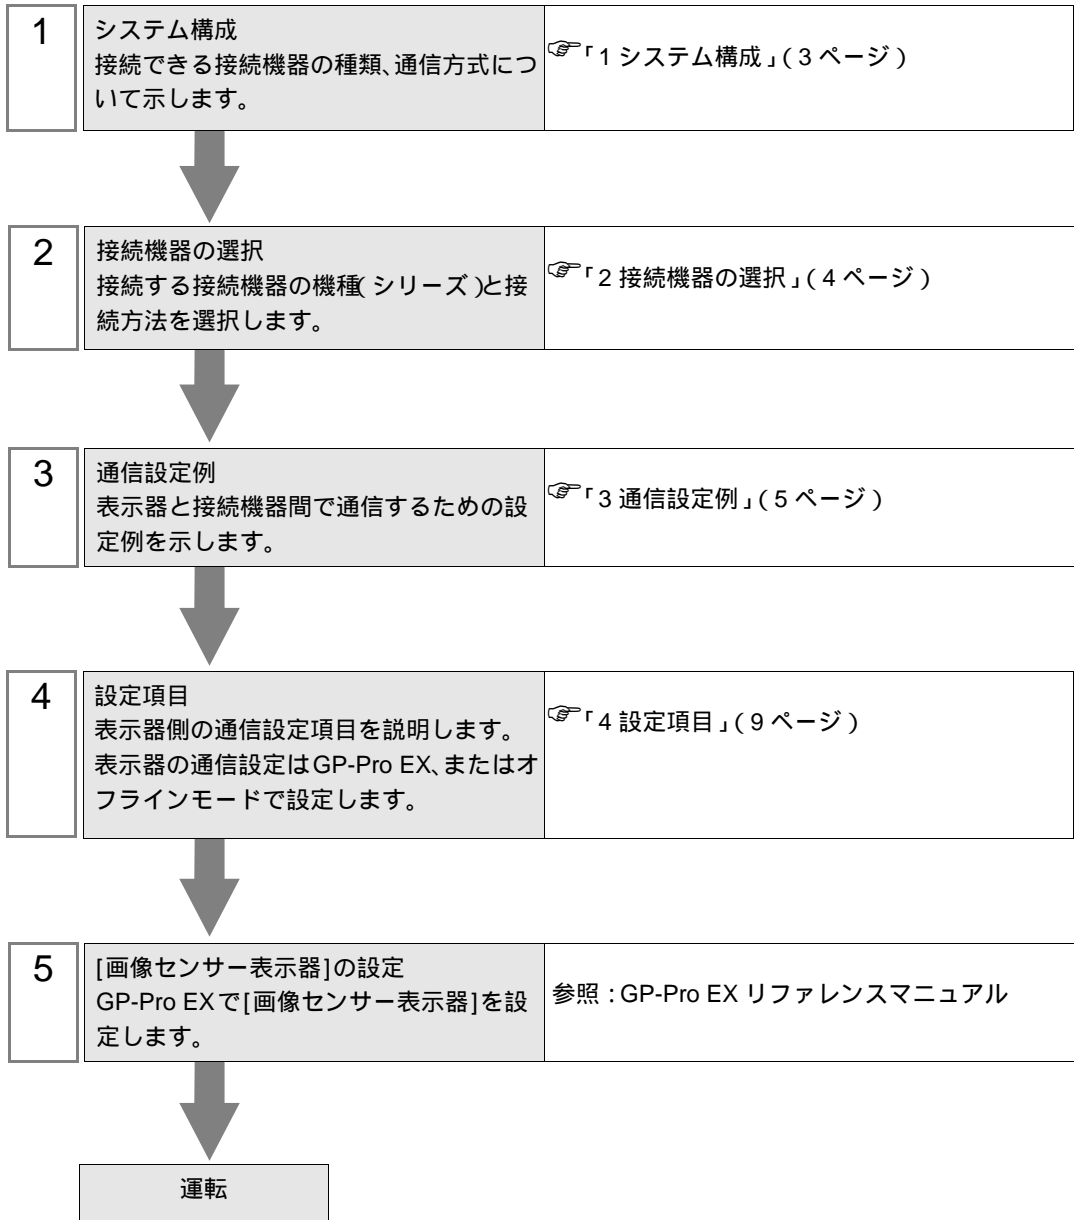 1
システム構成
接続できる接続機器の種類、通信方式につ
いて示します。
☞「1 システム構成」(3 ページ)
2
接続機器の選択
接続する接続機器の機種(シリーズ)と接
続方法を選択します。
☞「2 接続機器の選択」(4 ページ)
3
通信設定例
表示器と接続機器間で通信するための設
定例を示します。
☞「3 通信設定例」(5 ページ)
4
設定項目
表示器側の通信設定項目を説明します。
表示器の通信設定はGP-Pro EX、またはオ
フラインモードで設定します。
☞「4 設定項目」(9 ページ)
5
[画像センサー表示器]の設定
GP-Pro EXで[画像センサー表示器]を設
定します。
参照:GP-Pro EX リファレンスマニュアル
運転